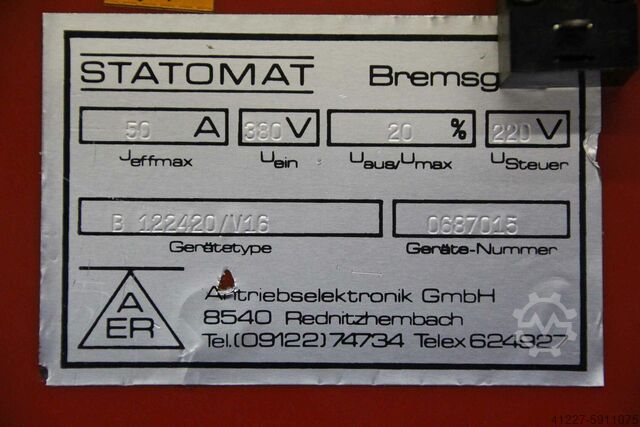 STATOMAT Bremsg
50 A 380 V 20 % 220 V
Jeffmax Uein Uaus/Umax USteuer
B 122420/V16 0687015
Gerätetype Geräte-Nummer
A
ER
Antriebselektronik GmbH
8540 Rednitzhembach
Tel.(09122)74734 Telex 624927
41227-5911075